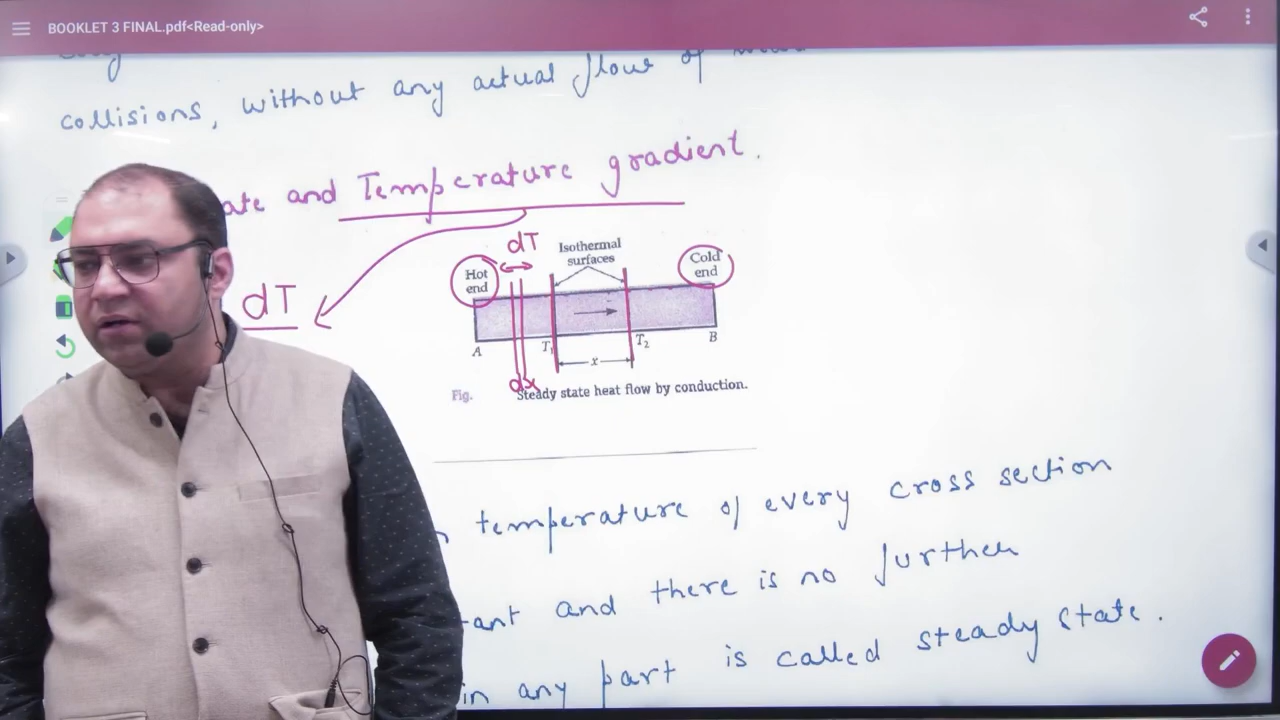 BOOKLET 3 FINAL.pdf<Read-only>
collisions, without any actual flow of
ate and Temperature gradient.
dT
dT
Isothermal
surfaces
Hot
end
Cold
end
A
T1
x
T2
B
dx
Fig. Steady state heat flow by conduction.
temperature of every cross section
tant and there is no further
in any part is called steady state.